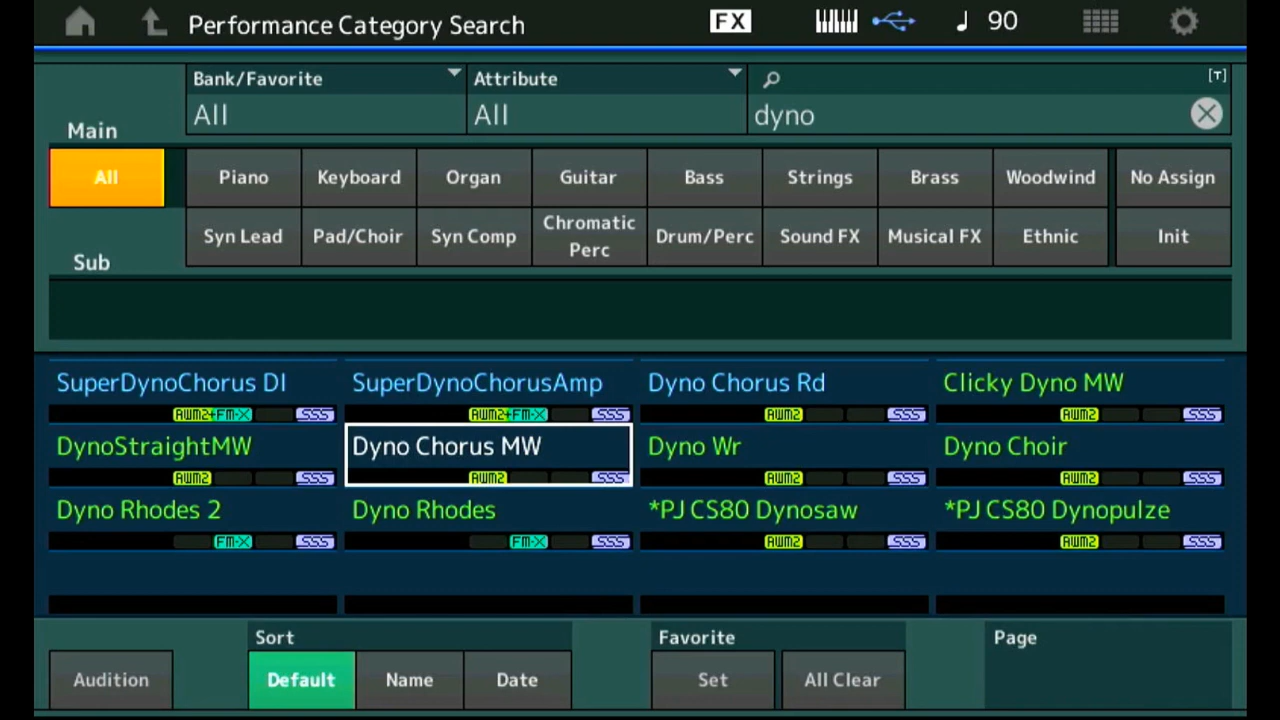 Performance Category Search FX 90
Bank/Favorite Attribute [T]
All All dyno
Main
All Piano Keyboard Organ Guitar Bass Strings Brass Woodwind No Assign
Syn Lead Pad/Choir Syn Comp Chromatic Perc Drum/Perc Sound FX Musical FX Ethnic Init
Sub
SuperDynoChorus DI SuperDynoChorusAmp Dyno Chorus Rd Clicky Dyno MW
AWM2+FM-X SSS AWM2+FM-X SSS AWM2 SSS AWM2 SSS
DynoStraightMW Dyno Chorus MW Dyno Wr Dyno Choir
AWM2 SSS AWM2 SSS AWM2 SSS AWM2 SSS
Dyno Rhodes 2 Dyno Rhodes *PJ CS80 Dynosaw *PJ CS80 Dynopulze
FM-X SSS FM-X SSS AWM2 SSS AWM2 SSS
Sort Favorite Page
Audition Default Name Date Set All Clear